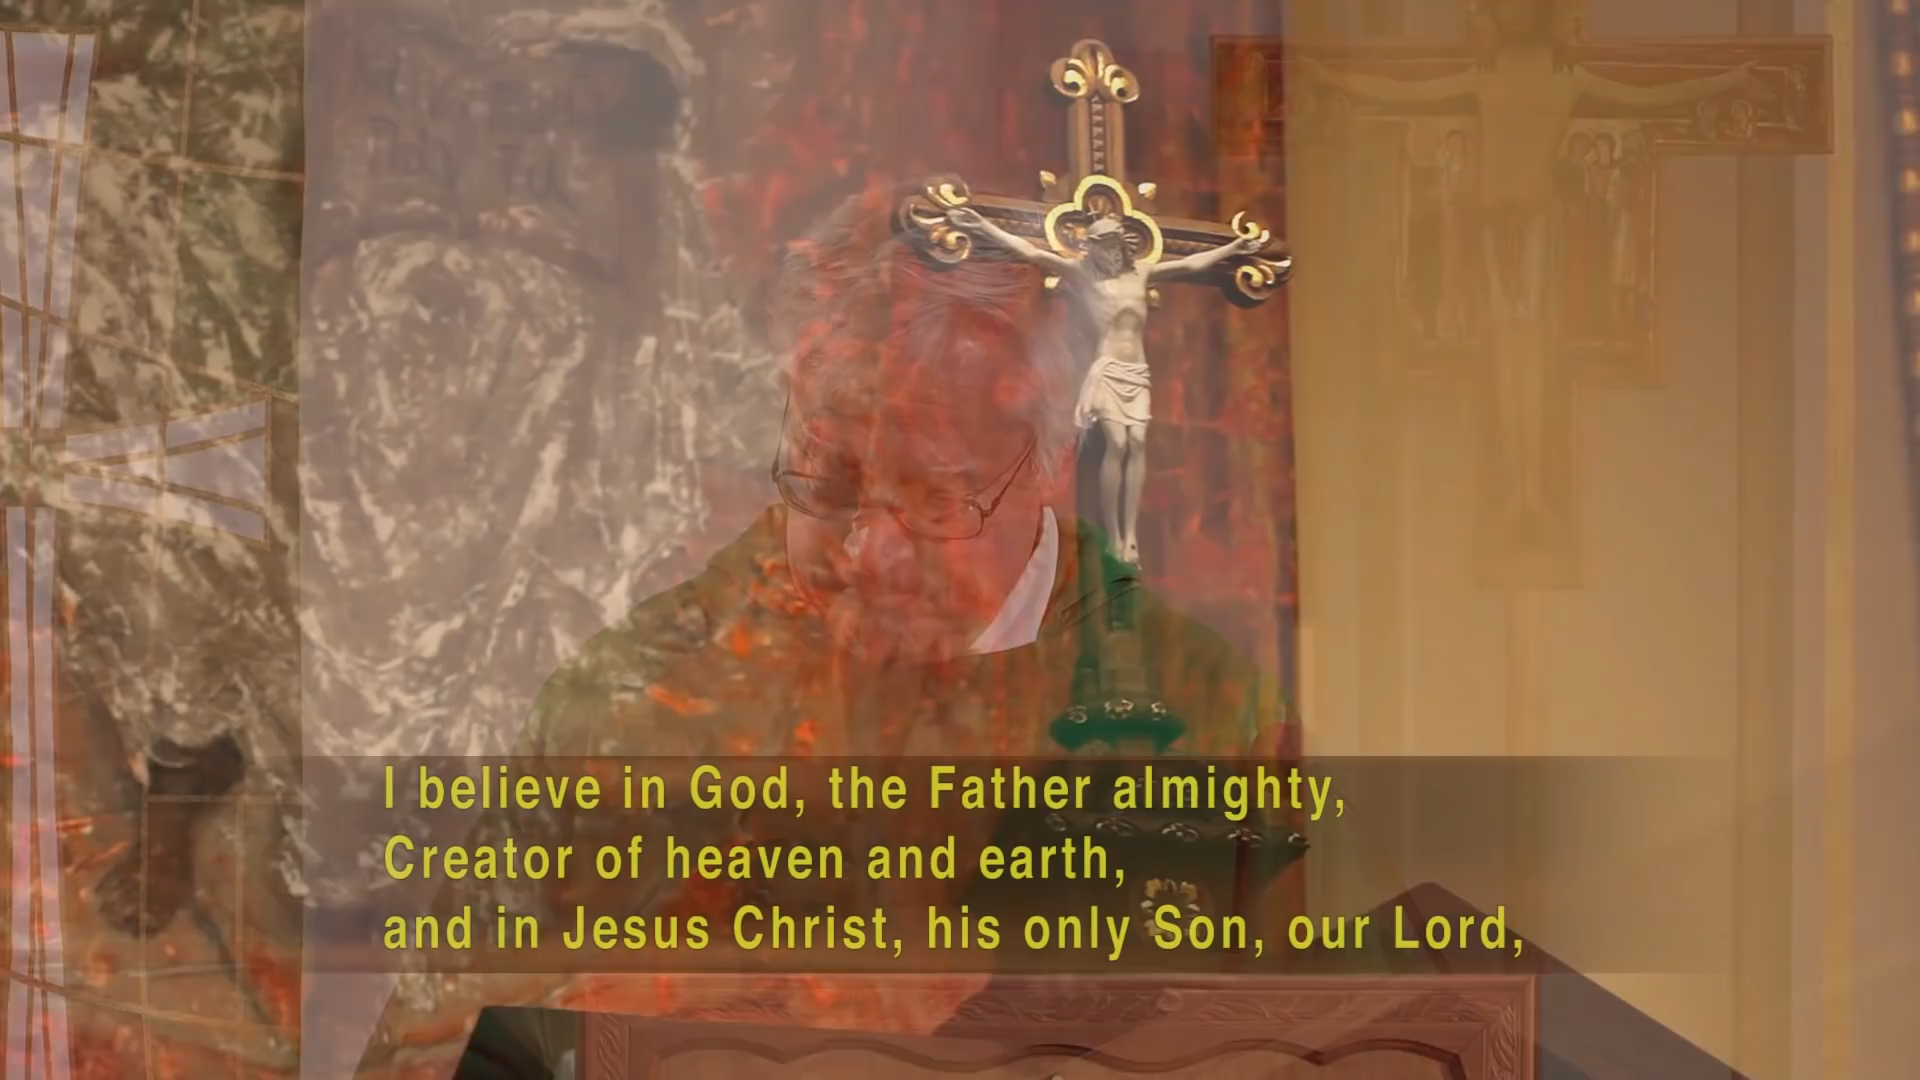 I believe in God, the Father almighty,
Creator of heaven and earth,
and in Jesus Christ, his only Son, our Lord,